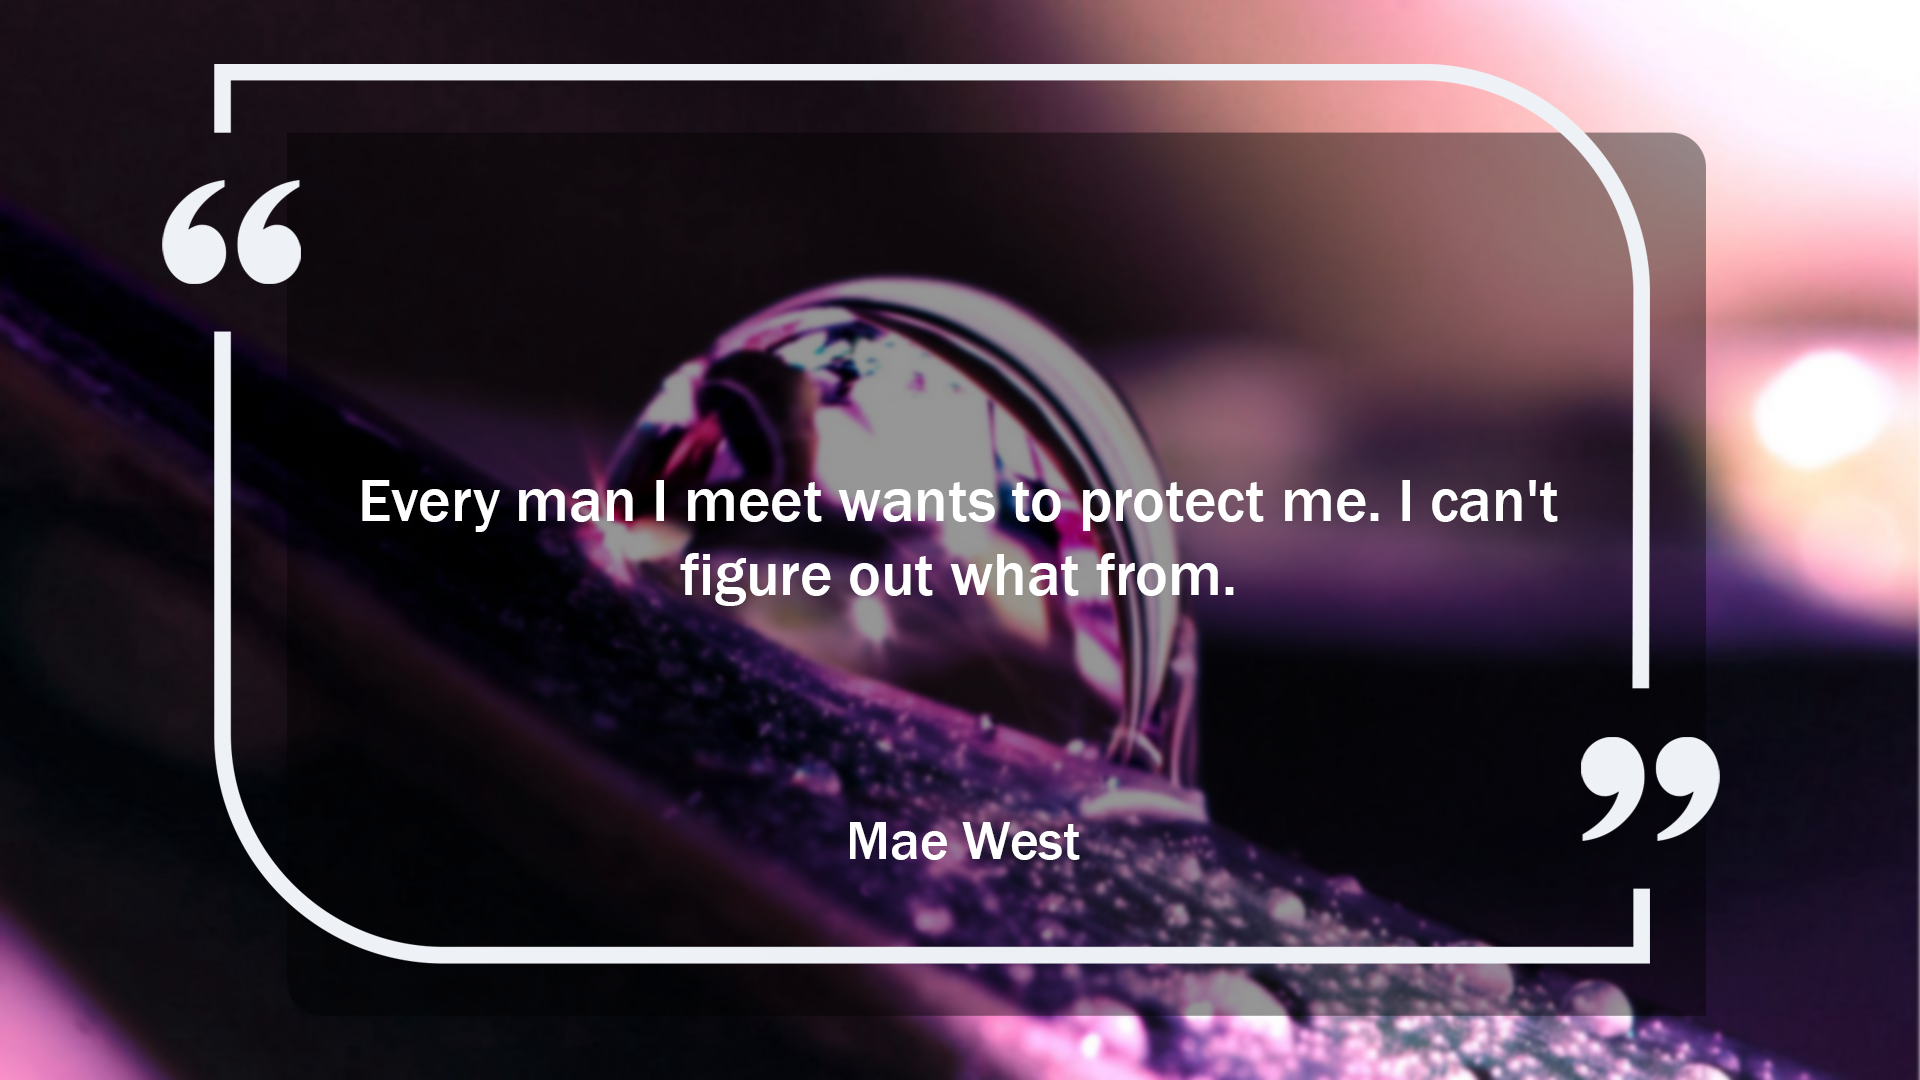 “
Every man I meet wants to protect me. I can't
figure out what from.
”
Mae West